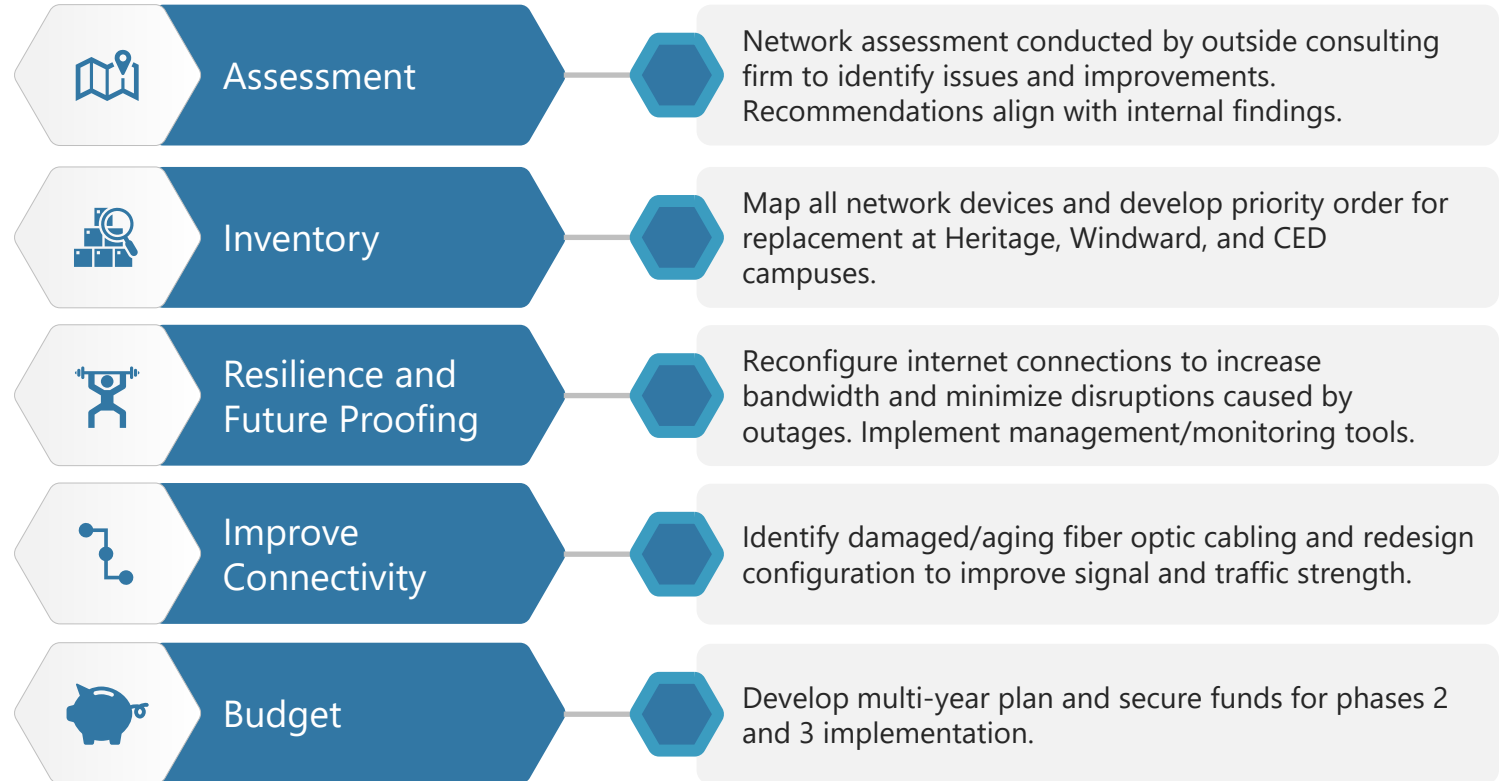 Assessment
Network assessment conducted by outside consulting
firm to identify issues and improvements.
Recommendations align with internal findings.
Inventory
Map all network devices and develop priority order for
replacement at Heritage, Windward, and CED
campuses.
Resilience and
Future Proofing
Reconfigure internet connections to increase
bandwidth and minimize disruptions caused by
outages. Implement management/monitoring tools.
Improve
Connectivity
Identify damaged/aging fiber optic cabling and redesign
configuration to improve signal and traffic strength.
Budget
Develop multi-year plan and secure funds for phases 2
and 3 implementation.